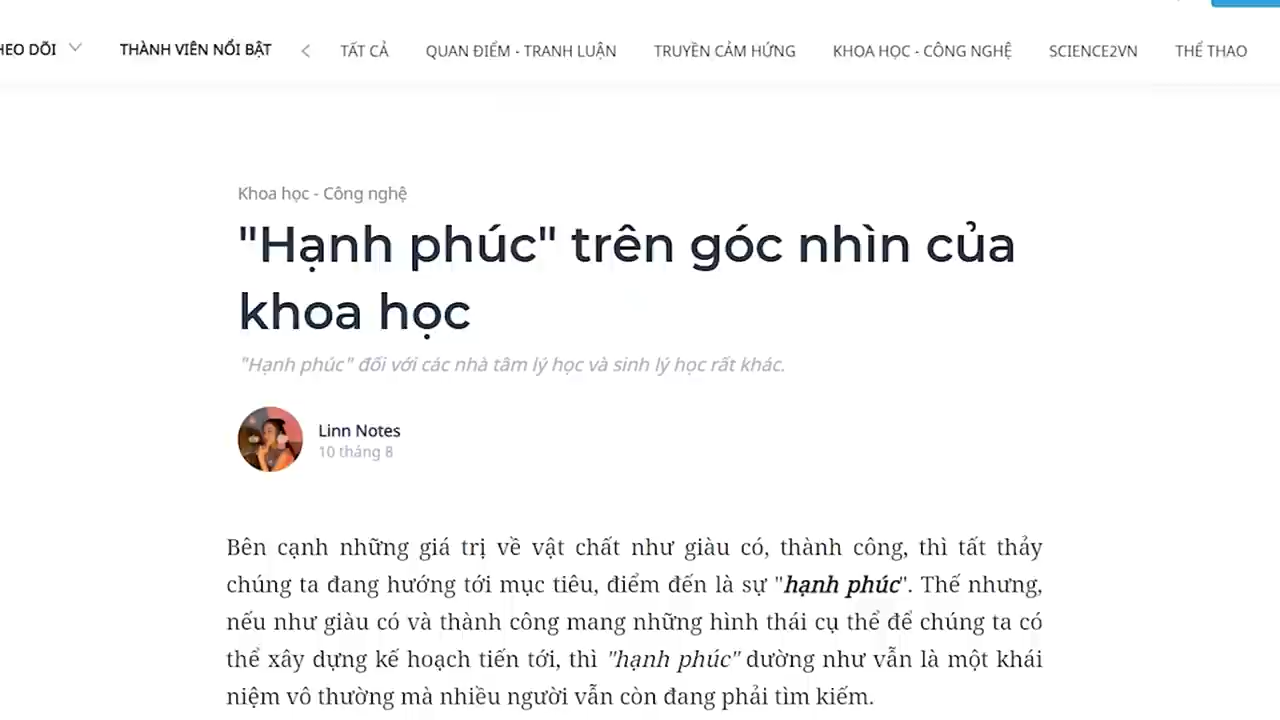 HEO DÕI
THÀNH VIÊN NỔI BẬT
TẤT CẢ
QUAN ĐIỂM - TRANH LUẬN
TRUYỀN CẢM HỨNG
KHOA HỌC - CÔNG NGHỆ
SCIENCE2VN
THỂ THAO
Khoa học - Công nghệ
"Hạnh phúc" trên góc nhìn của
khoa học
"Hạnh phúc" đối với các nhà tâm lý học và sinh lý học rất khác.
Linn Notes
10 tháng 8
Bên cạnh những giá trị về vật chất như giàu có, thành công, thì tất thảy
chúng ta đang hướng tới mục tiêu, điểm đến là sự "hạnh phúc". Thế nhưng,
nếu như giàu có và thành công mang những hình thái cụ thể để chúng ta có
thể xây dựng kế hoạch tiến tới, thì "hạnh phúc" dường như vẫn là một khái
niệm vô thường mà nhiều người vẫn còn đang phải tìm kiếm.